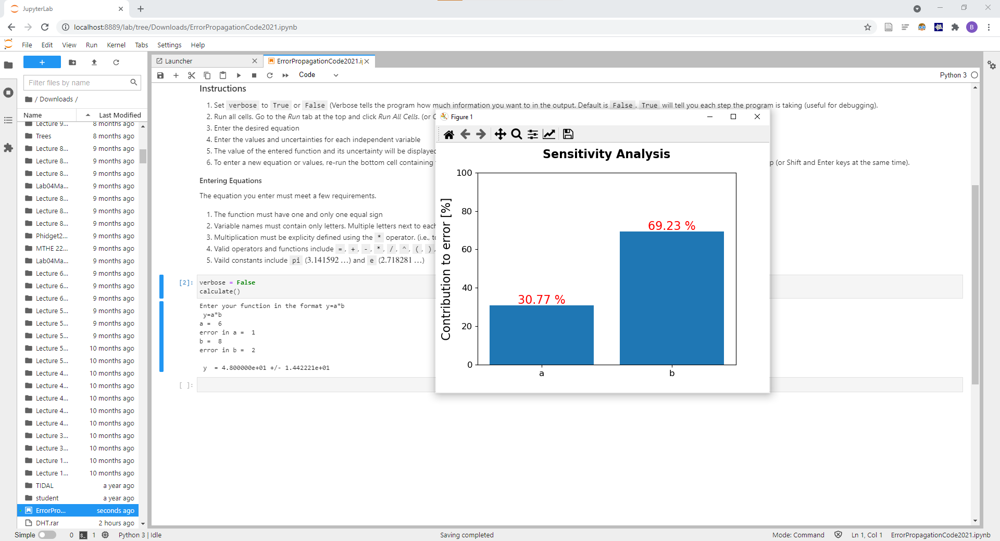 JupyterLab
localhost:8889/lab/tree/Downloads/ErrorPropagationCode2021.ipynb
B
File Edit View Run Kernel Tabs Settings Help
+
Filter files by name
/ Downloads /
Name Last Modified
Lecture 9... 8 months ago
Trees 8 months ago
Lecture 8... 9 months ago
Lecture 8... 9 months ago
Lecture 8... 9 months ago
Lab04Ma... 9 months ago
Lecture 8... 9 months ago
Lecture 8... 9 months ago
Lecture 8... 9 months ago
Phidget2... 9 months ago
MTHE 22... 9 months ago
Lab04Ma... 9 months ago
Lecture 6... 9 months ago
Lecture 6... 9 months ago
Lecture 6... 9 months ago
Lecture 5... 9 months ago
Lecture 5... 9 months ago
Lecture 5... 9 months ago
Lecture 5... 10 months ago
Lecture 5... 10 months ago
Lecture 4... 10 months ago
Lecture 4... 10 months ago
Lecture 4... 10 months ago
Lecture 4... 10 months ago
Lecture 4... 10 months ago
Lecture 3... 10 months ago
Lecture 3... 10 months ago
Lecture 1... 10 months ago
Lecture 1... 10 months ago
TIDAL a year ago
student a year ago
ErrorPro... seconds ago
DHT.rar 2 hours ago
Launcher
ErrorPropagationCode2021.i
Code
Python 3
Instructions
1. Set verbose to True or False (Verbose tells the program how much information you want to in the output. Default is False. True will tell you each step the program is taking (useful for debugging).
2. Run all cells. Go to the Run tab at the top and click Run All Cells. (or C
3. Enter the desired equation
4. Enter the values and uncertainties for each independent variable
5. The value of the entered function and its uncertainty will be displayed
6. To enter a new equation or values, re-run the bottom cell containing p (or Shift and Enter keys at the same time).
Entering Equations
The equation you enter must meet a few requirements.
1. The function must have one and only one equal sign
2. Variable names must contain only letters. Multiple letters next to each
3. Multiplication must be explicity defined using the * operator. (i.e., to
4. Valid operators and functions include =, +, -, *, /, ^, (, ),
5. Vaild constants include pi (3.141592 …) and e (2.718281 …)
[2]: verbose = False
calculate()
Enter your function in the format y=a*b
y=a*b
a = 6
error in a = 1
b = 8
error in b = 2
y = 4.800000e+01 +/- 1.442221e+01
[ ]:
Figure 1
Sensitivity Analysis
Contribution to error [%]
100
80
60
40
20
0
30.77 %
69.23 %
a b
Simple 0 $_ 1 Python 3 | Idle Saving completed Mode: Command Ln 1, Col 1 ErrorPropagationCode2021.ipynb